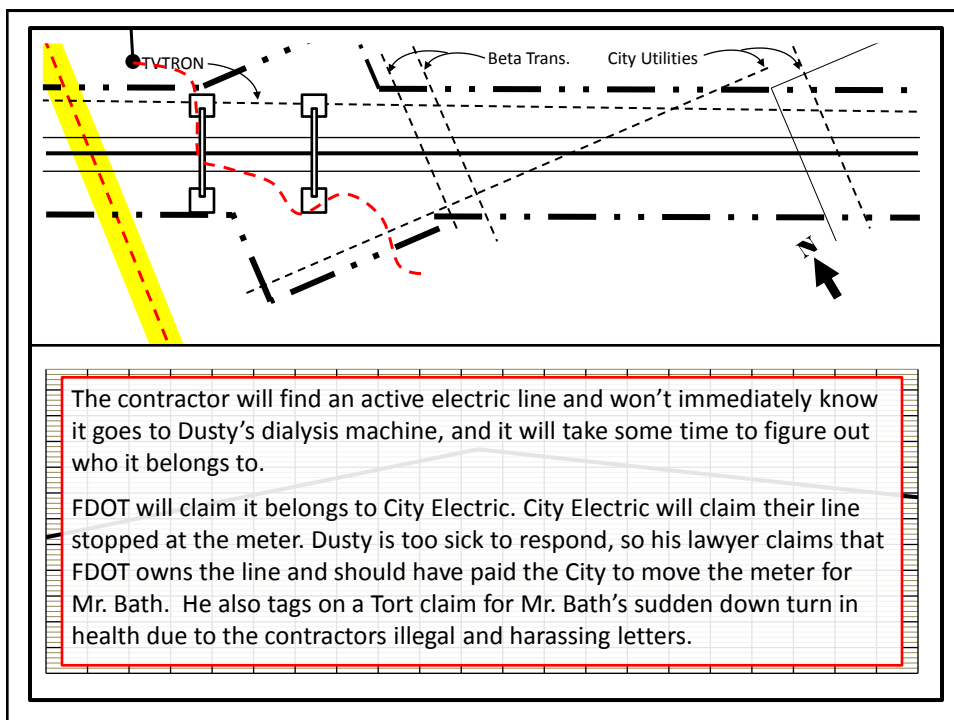 TVTRON
Beta Trans.
City Utilities
N
The contractor will find an active electric line and won’t immediately know
it goes to Dusty’s dialysis machine, and it will take some time to figure out
who it belongs to.
FDOT will claim it belongs to City Electric. City Electric will claim their line
stopped at the meter. Dusty is too sick to respond, so his lawyer claims that
FDOT owns the line and should have paid the City to move the meter for
Mr. Bath.  He also tags on a Tort claim for Mr. Bath’s sudden down turn in
health due to the contractors illegal and harassing letters.